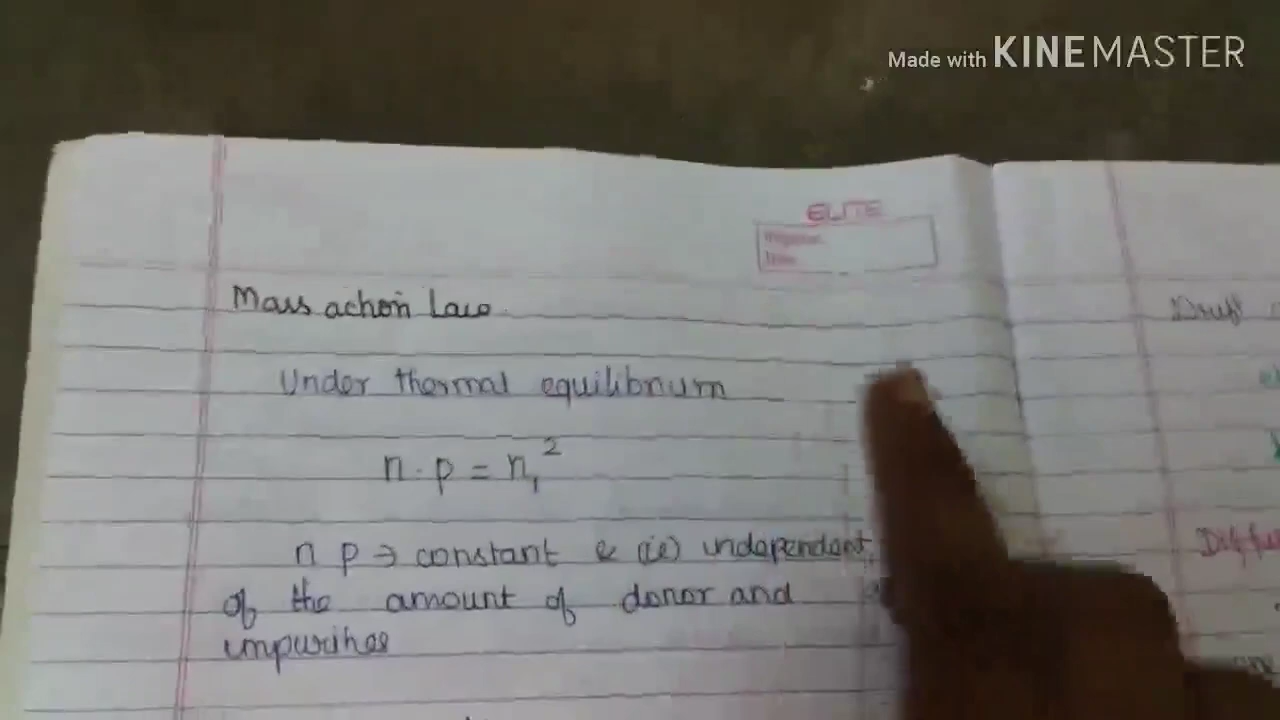 Made with KINEMASTER
ELITE
Mass action Law.
Under thermal equilibrium
n . p = nᵢ²
n p → constant & (ie) independent
of the amount of donor and
impurities
Drift